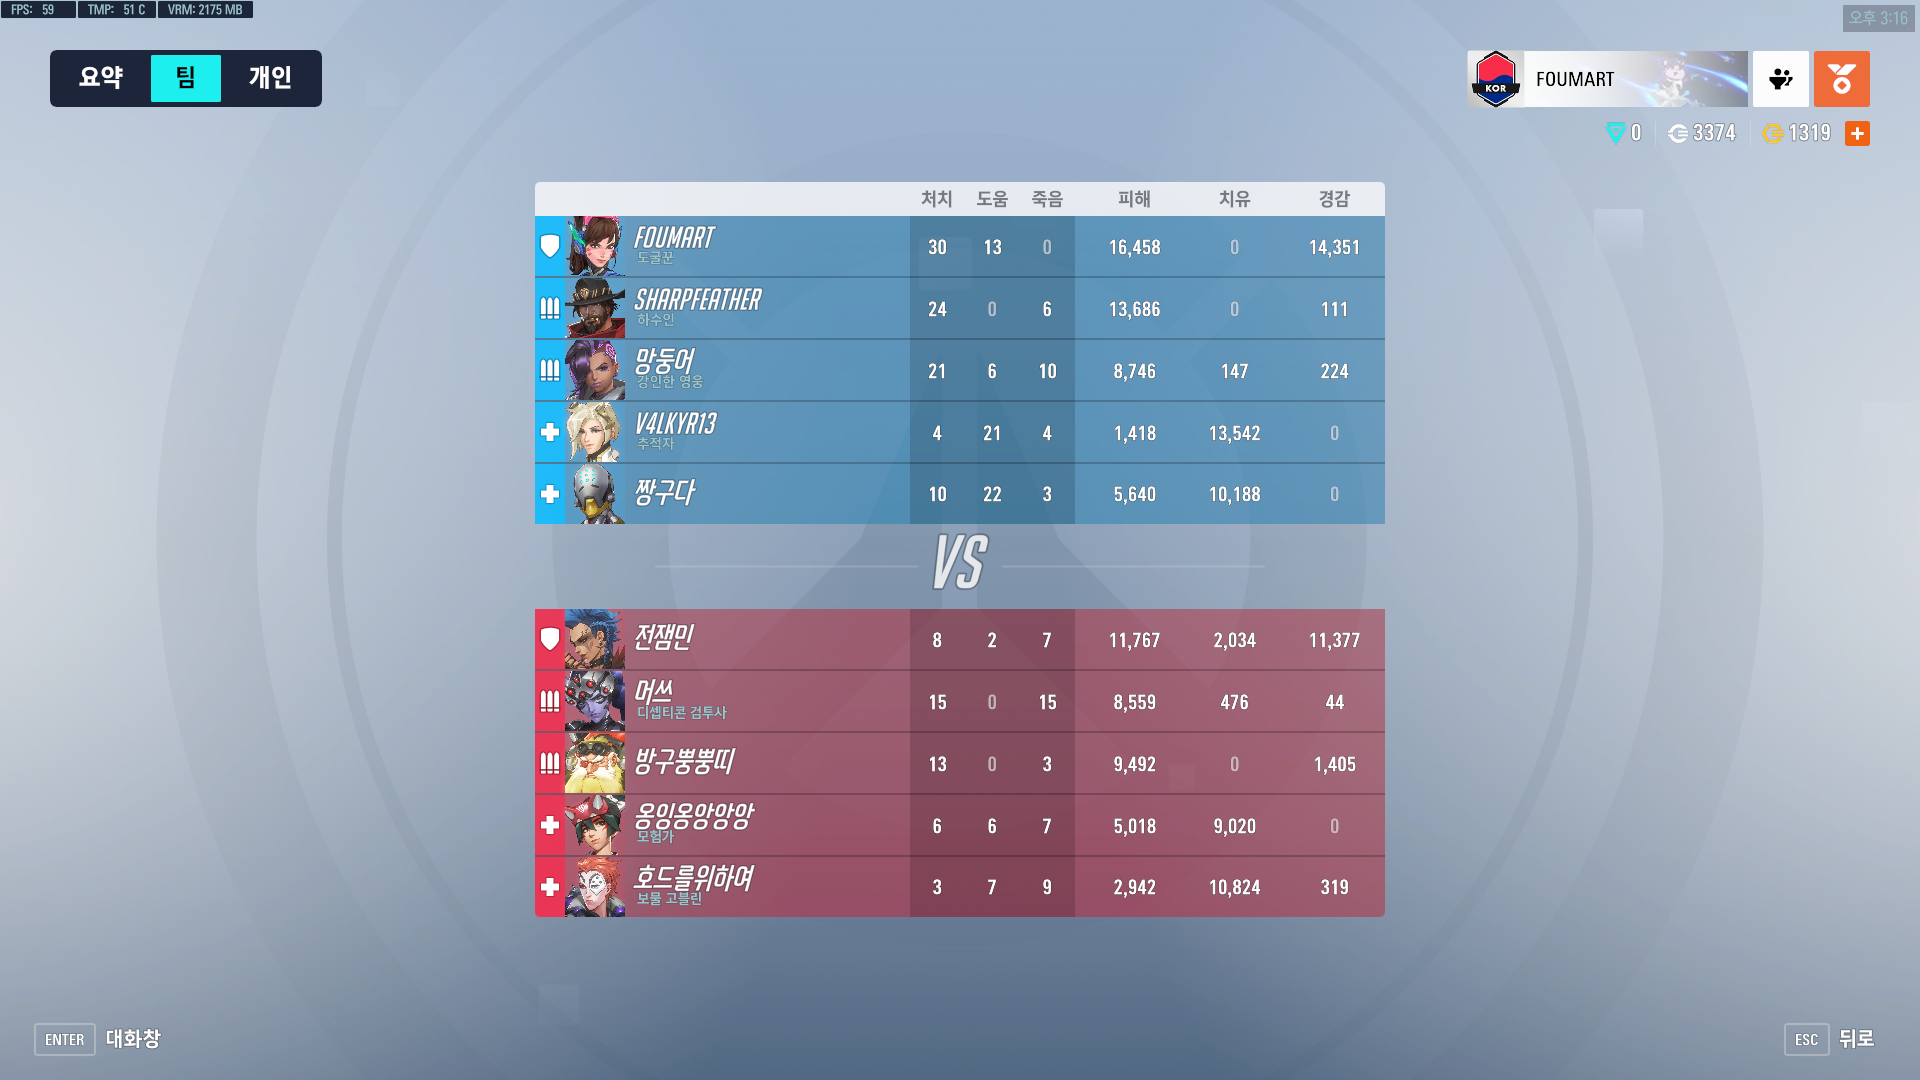 FPS: 59 TMP: 51 C VRM: 2175 MB
오후 3:16
요약 팀 개인
KOR FOUMART
0 3374 1319 +
처치 도움 죽음 피해 치유 경감
FOUMART 30 13 0 16,458 0 14,351
도굴꾼
SHARPFEATHER 24 0 6 13,686 0 111
하수인
망둥어 21 6 10 8,746 147 224
강인한 영웅
V4LKYR13 4 21 4 1,418 13,542 0
추적자
짱구다 10 22 3 5,640 10,188 0
VS
전잼민 8 2 7 11,767 2,034 11,377
머쓰 15 0 15 8,559 476 44
디셉티콘 검투사
방구뿡뿡띠 13 0 3 9,492 0 1,405
옹잉옹앙앙앙 6 6 7 5,018 9,020 0
모험가
호드를위하여 3 7 9 2,942 10,824 319
보물 고블린
ENTER 대화창
ESC 뒤로